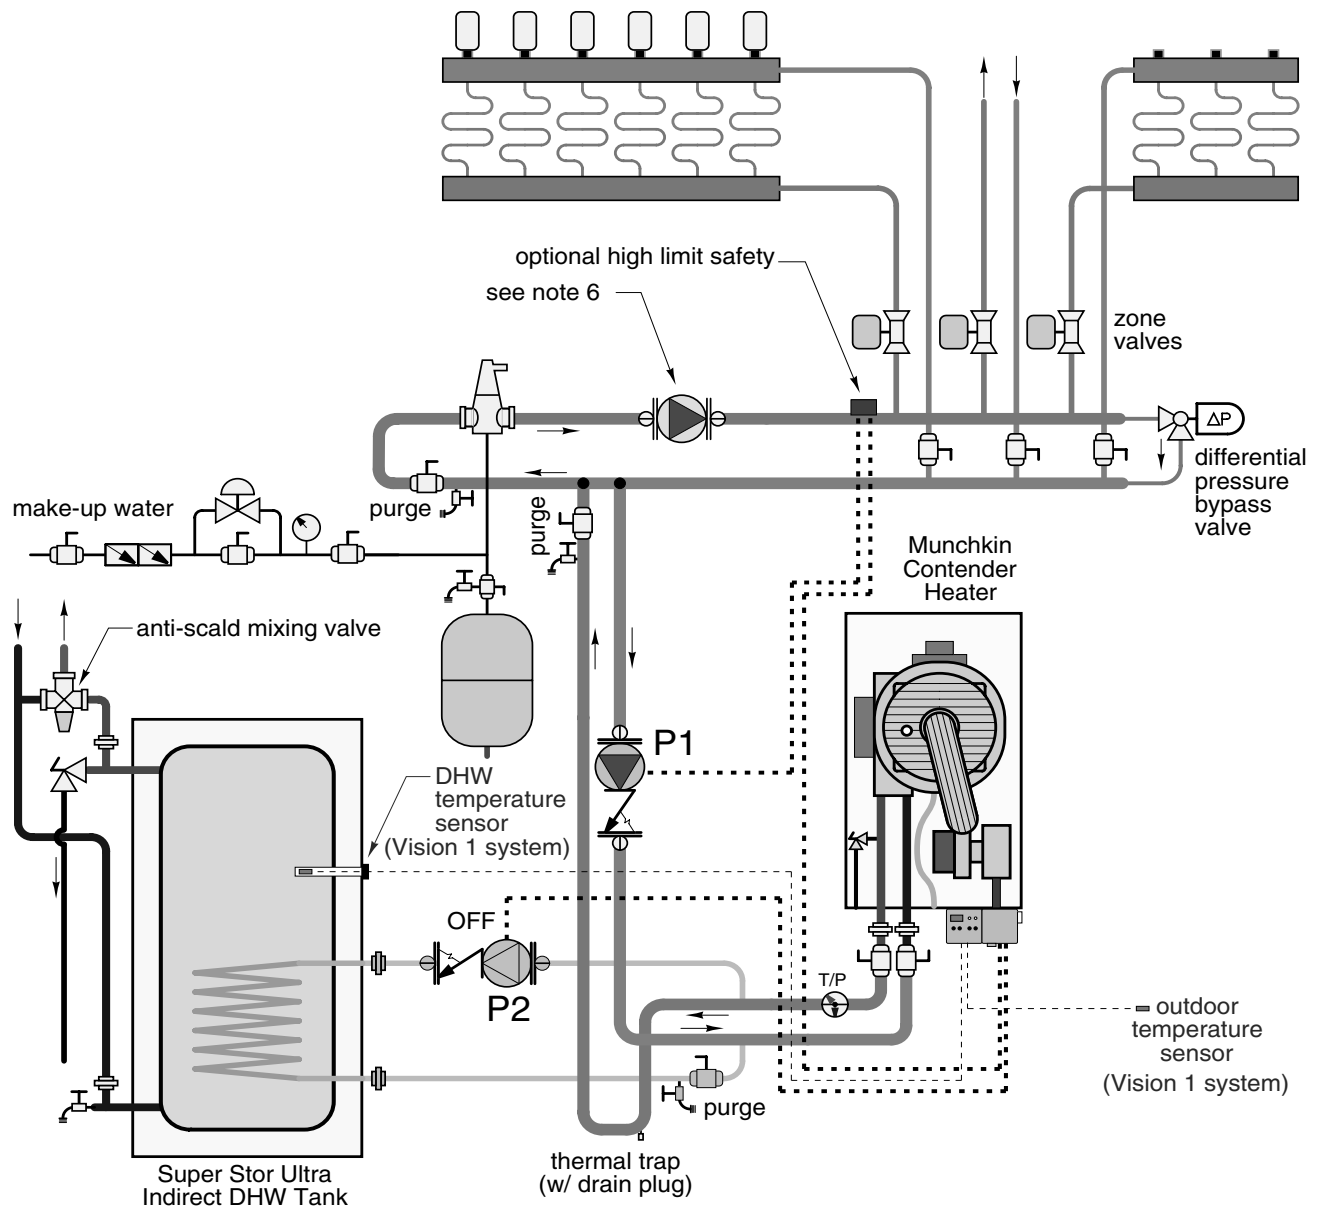 optional high limit safety
see note 6
zone
valves
ΔP
differential
pressure
bypass
valve
purge
purge
make-up water
Munchkin
Contender
Heater
anti-scald mixing valve
P1
DHW
temperature
sensor
(Vision 1 system)
OFF
P2
T/P
outdoor
temperature
sensor
(Vision 1 system)
purge
thermal trap
(w/ drain plug)
Super Stor Ultra
Indirect DHW Tank